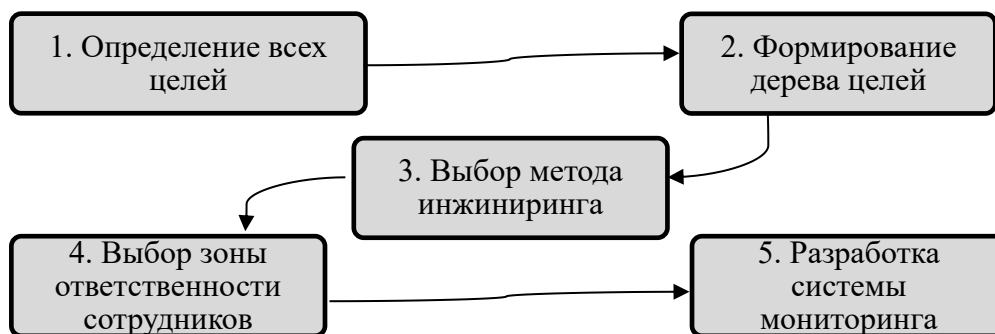 1. Определение всех
целей
2. Формирование
дерева целей
3. Выбор метода
инжиниринга
4. Выбор зоны
ответственности
сотрудников
5. Разработка
системы
мониторинга